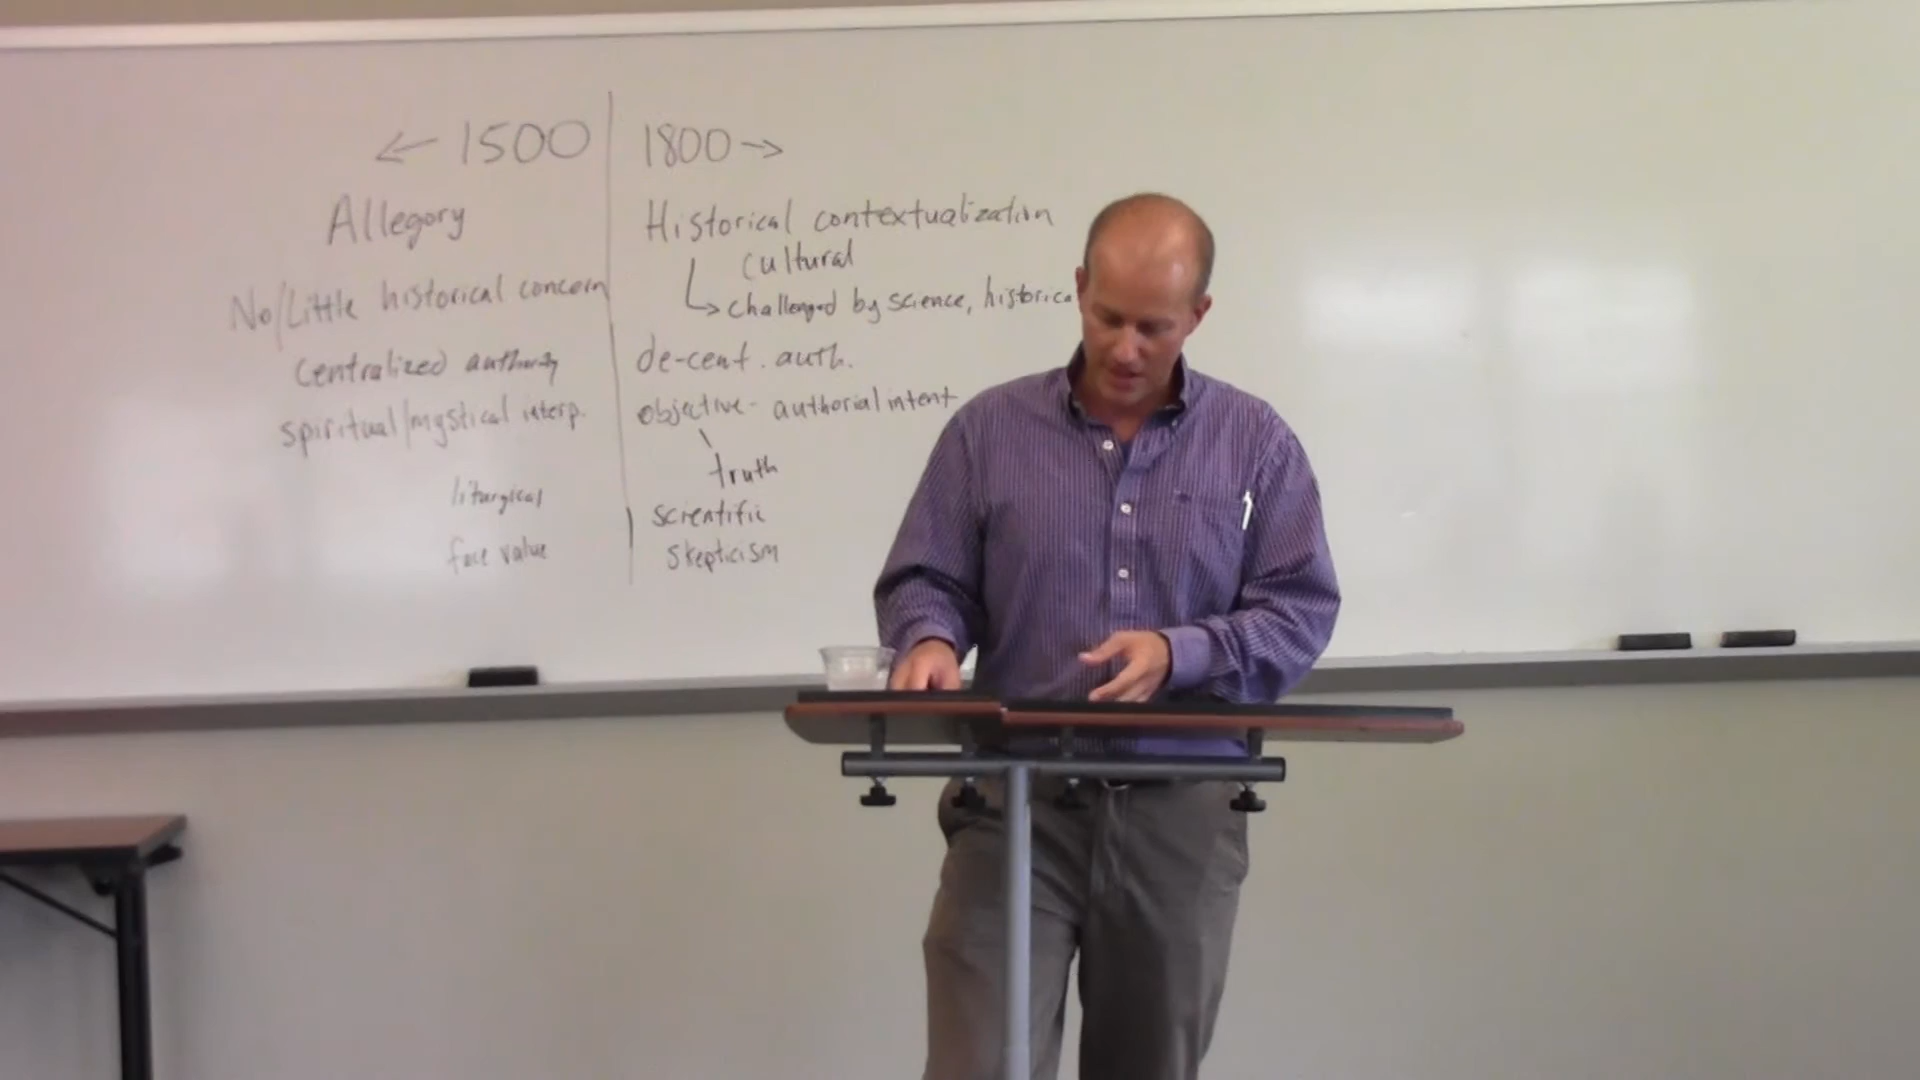 ← 1500
Allegory
No/Little historical concern
centralized authority
spiritual/mystical interp.
liturgical
face value
1800 →
Historical contextualization
cultural
↳ challenged by science, historica
de-cent. auth.
objective - authorial intent
\ truth
scientific
skepticism